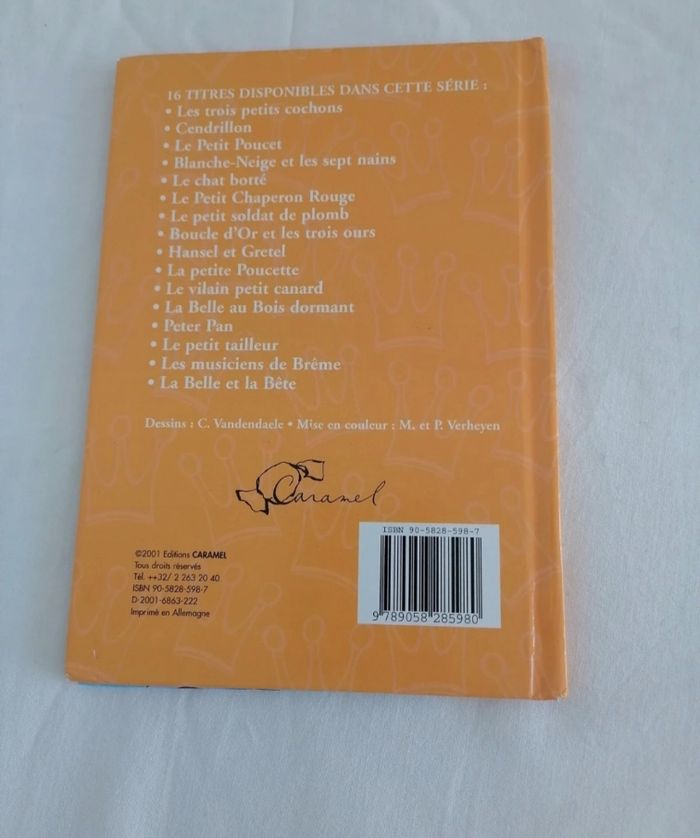 16 TITRES DISPONIBLES DANS CETTE SÉRIE :
• Les trois petits cochons
• Cendrillon
• Le Petit Poucet
• Blanche-Neige et les sept nains
• Le chat botté
• Le Petit Chaperon Rouge
• Le petit soldat de plomb
• Boucle d'Or et les trois ours
• Hansel et Gretel
• La petite Poucette
• Le vilain petit canard
• La Belle au Bois dormant
• Peter Pan
• Le petit tailleur
• Les musiciens de Brême
• La Belle et la Bête
Dessins : C. Vandendaele • Mise en couleur : M. et P. Verheyen
Caramel
ISBN 90-5828-598-7
9 789058 285980
©2001 Editions CARAMEL
Tous droits réservés
Tél. ++32/ 2 263 20 40
ISBN 90-5828-598-7
D-2001-6863-222
Imprimé en Allemagne